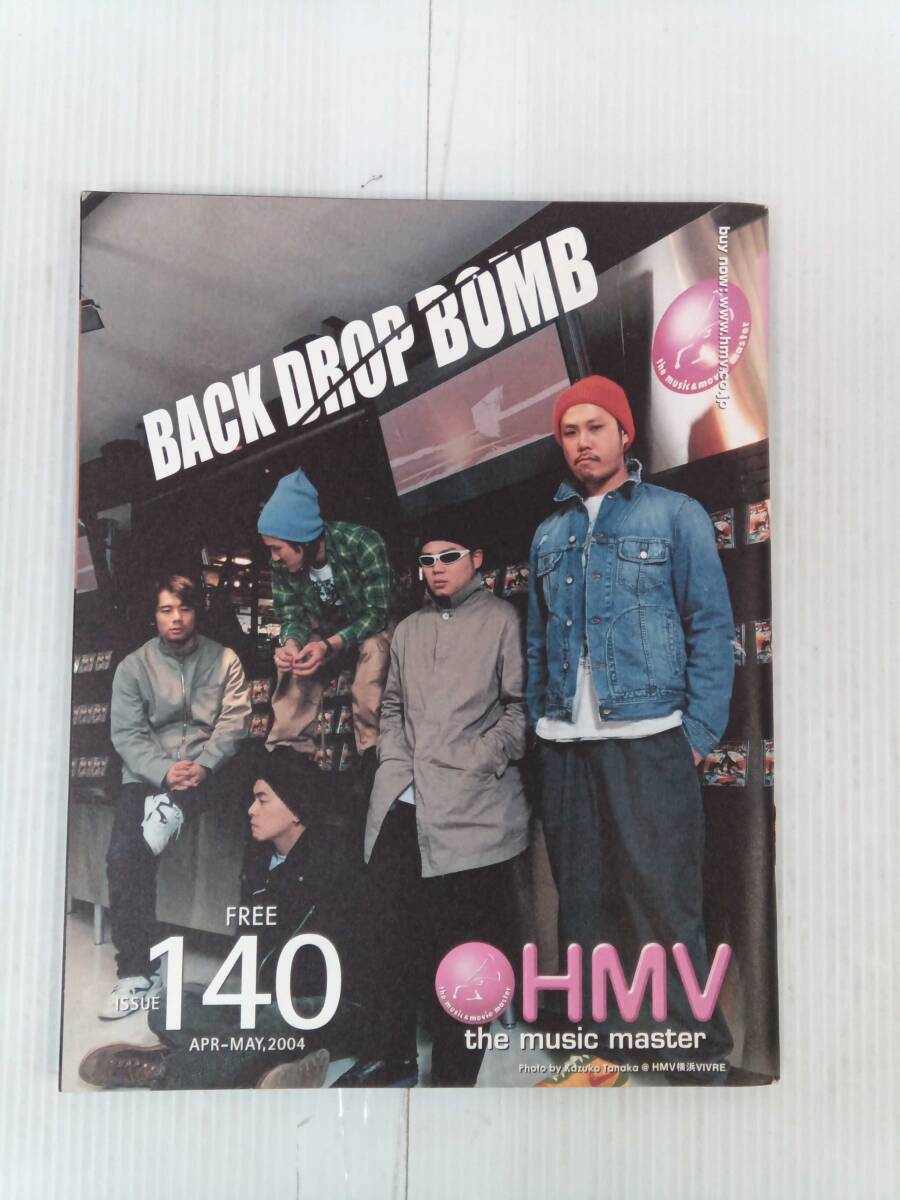 BACK DROP BOMB
buy now: www.hmv.co.jp
the music & movie master
FREE
ISSUE 140
APR-MAY, 2004
the music & movie master
HMV
the music master
Photo by Kazuko Tanaka @ HMV横浜VIVRE